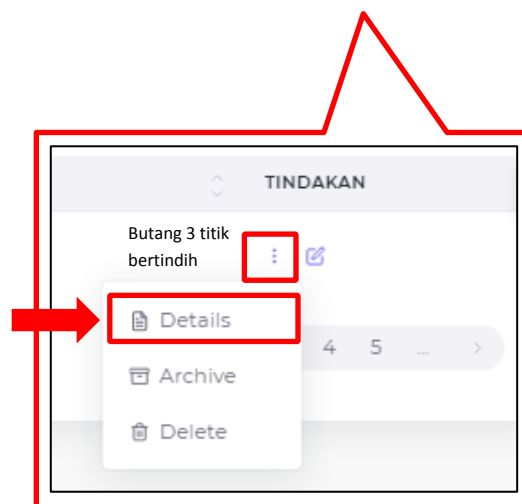 TINDAKAN
Butang 3 titik
bertindih
Details
4 5 ... >
Archive
Delete